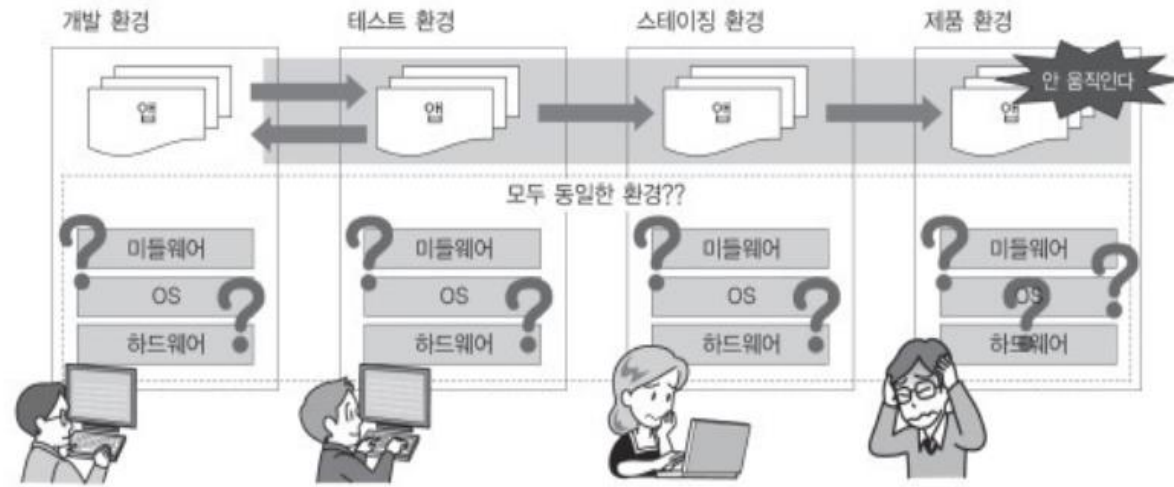 개발 환경
테스트 환경
스테이징 환경
제품 환경
앱
앱
앱
앱
안 움직인다
모두 동일한 환경??
? 미들웨어
? 미들웨어
? 미들웨어
? 미들웨어 ?
OS ?
OS ?
OS ?
OS ?
하드웨어
하드웨어
하드웨어
하드웨어